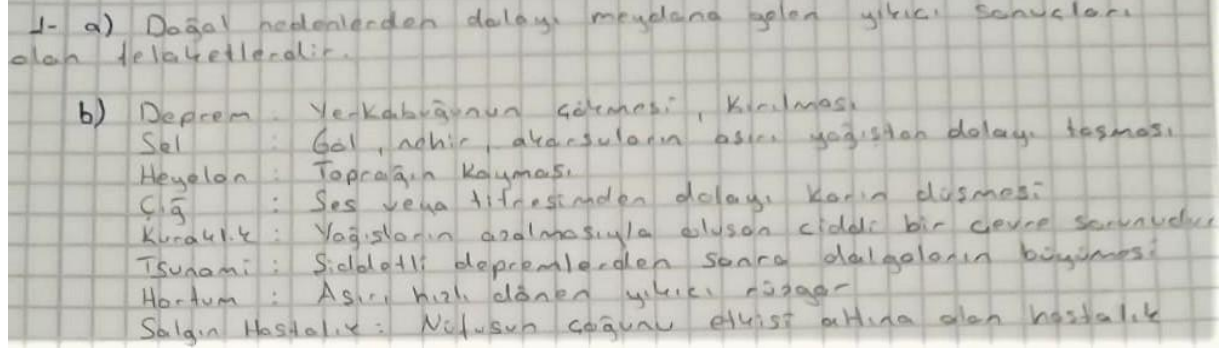 1- a) Doğal nedenlerden dolayı meydana gelen yıkıcı sonuçları
olan felaketlerdir.
b) Deprem : Yerkabuğunun çökmesi, kırılması
Sel : Göl, nehir, akarsuların aşırı yağıştan dolayı taşması
Heyelan : Toprağın kayması
Çığ : Ses veya titreşimden dolayı karın düşmesi
Kuraklık : Yağışların azalmasıyla oluşan ciddi bir çevre sorunudur
Tsunami : Şiddetli depremlerden sonra dalgaların büyümesi
Hortum : Aşırı hızlı dönen yıkıcı rüzgar
Salgın Hastalık : Nüfusun çoğunu etkisi altına alan hastalık